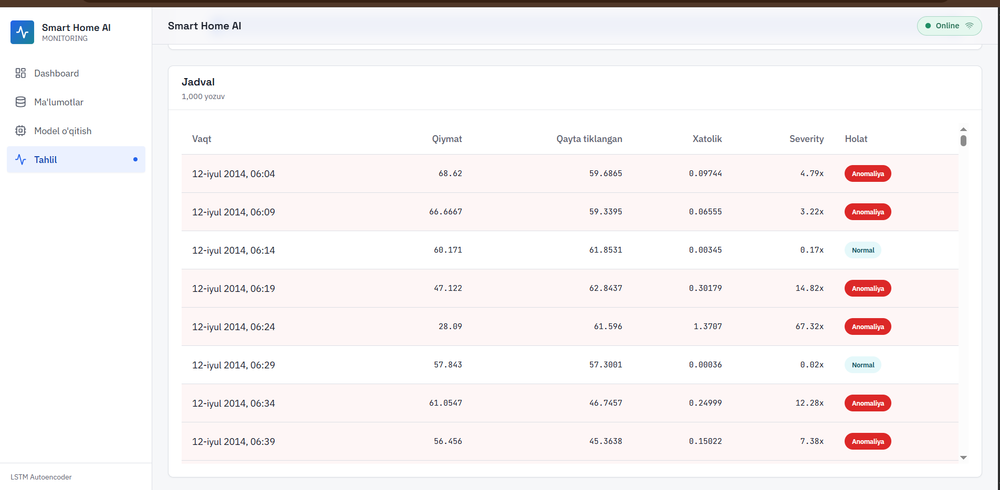 Smart Home AI
MONITORING
Dashboard
Ma'lumotlar
Model o'qitish
Tahlil
LSTM Autoencoder
Smart Home AI
Online
Jadval
1,000 yozuv
Vaqt Qiymat Qayta tiklangan Xatolik Severity Holat
12-iyul 2014, 06:04 68.62 59.6865 0.09744 4.79x Anomaliya
12-iyul 2014, 06:09 66.6667 59.3395 0.06555 3.22x Anomaliya
12-iyul 2014, 06:14 60.171 61.8531 0.00345 0.17x Normal
12-iyul 2014, 06:19 47.122 62.8437 0.30179 14.82x Anomaliya
12-iyul 2014, 06:24 28.09 61.596 1.3707 67.32x Anomaliya
12-iyul 2014, 06:29 57.843 57.3001 0.00036 0.02x Normal
12-iyul 2014, 06:34 61.0547 46.7457 0.24999 12.28x Anomaliya
12-iyul 2014, 06:39 56.456 45.3638 0.15022 7.38x Anomaliya